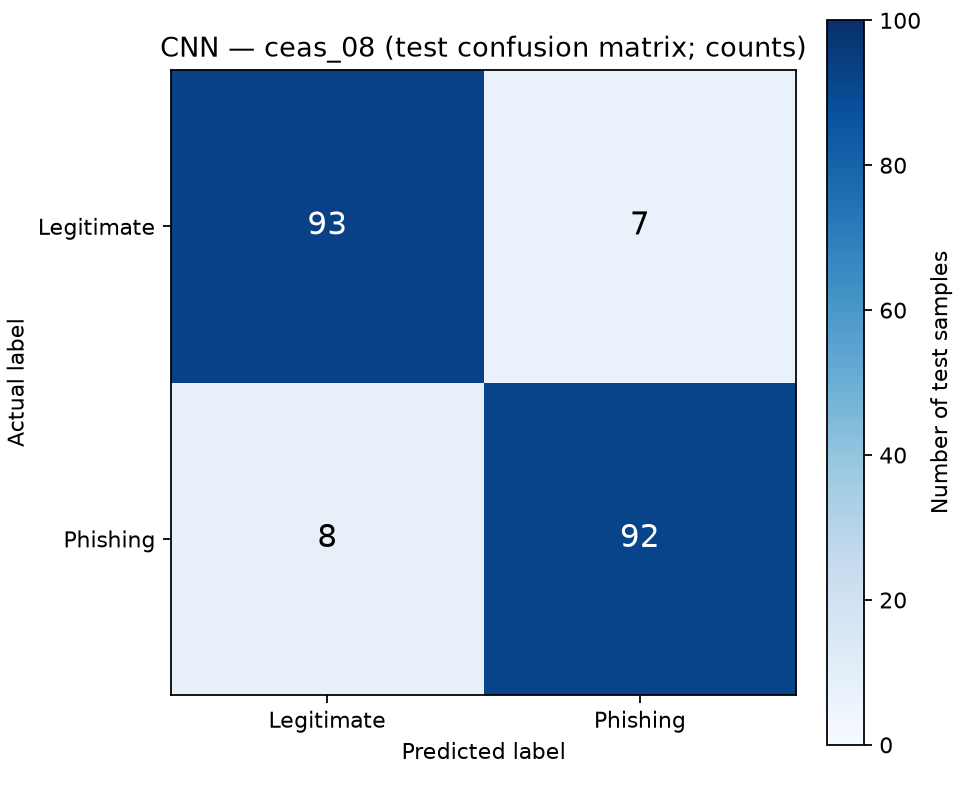 CNN — ceas_08 (test confusion matrix; counts)
Actual label
Legitimate
Phishing
93
7
8
92
Legitimate
Phishing
Predicted label
100
80
60
40
20
0
Number of test samples